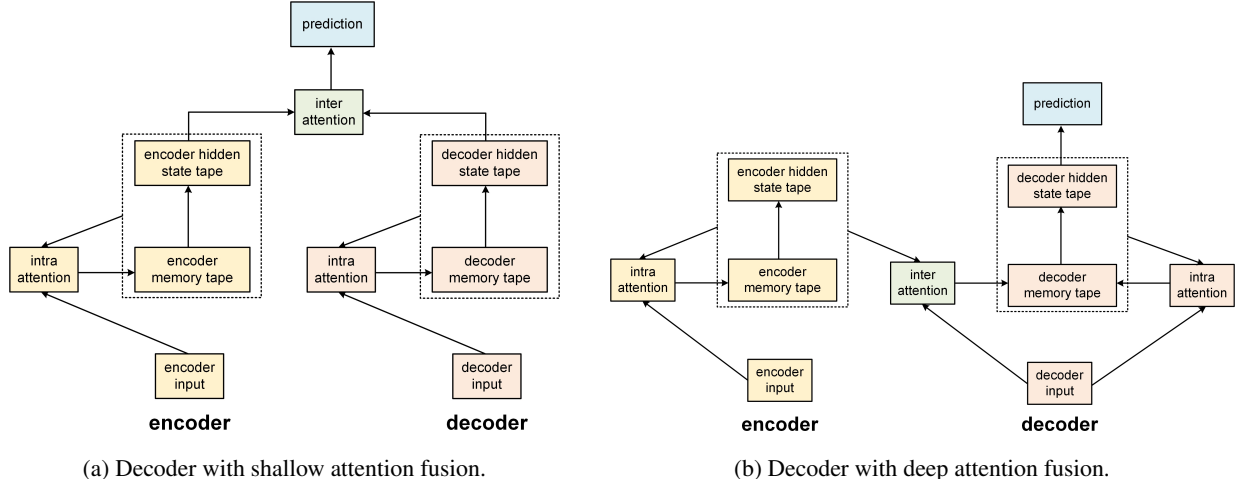 prediction
inter
attention
encoder hidden
state tape
decoder hidden
state tape
intra
attention
encoder
memory tape
intra
attention
decoder
memory tape
encoder
input
decoder
input
encoder
decoder
(a) Decoder with shallow attention fusion.
prediction
encoder hidden
state tape
decoder hidden
state tape
intra
attention
encoder
memory tape
inter
attention
decoder
memory tape
intra
attention
encoder
input
decoder
input
encoder
decoder
(b) Decoder with deep attention fusion.